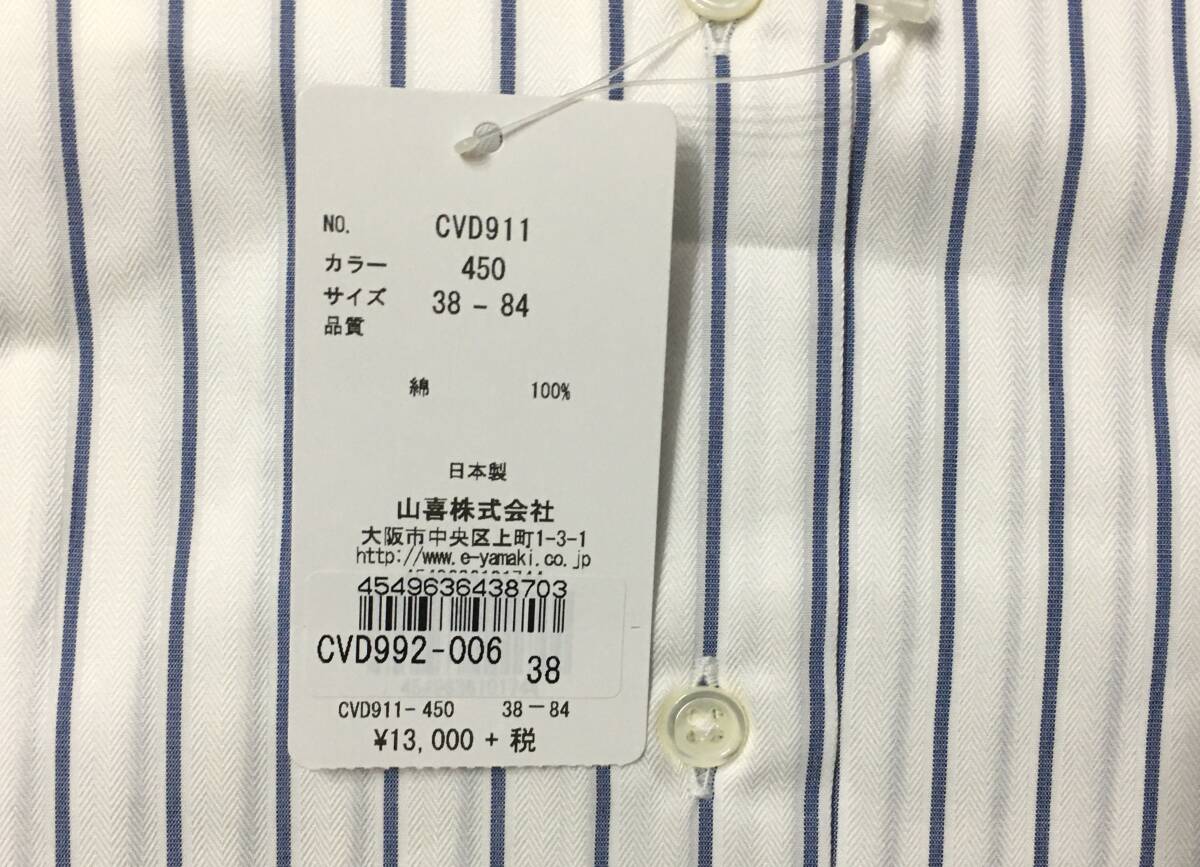 NO. CVD911
カラー 450
サイズ 38 - 84
品質
綿 100%
日本製
山喜株式会社
大阪市中央区上町1-3-1
http://www.e-yamaki.co.jp
4549636438703
CVD992-006 38
CVD911-450 38-84
¥13,000 + 税